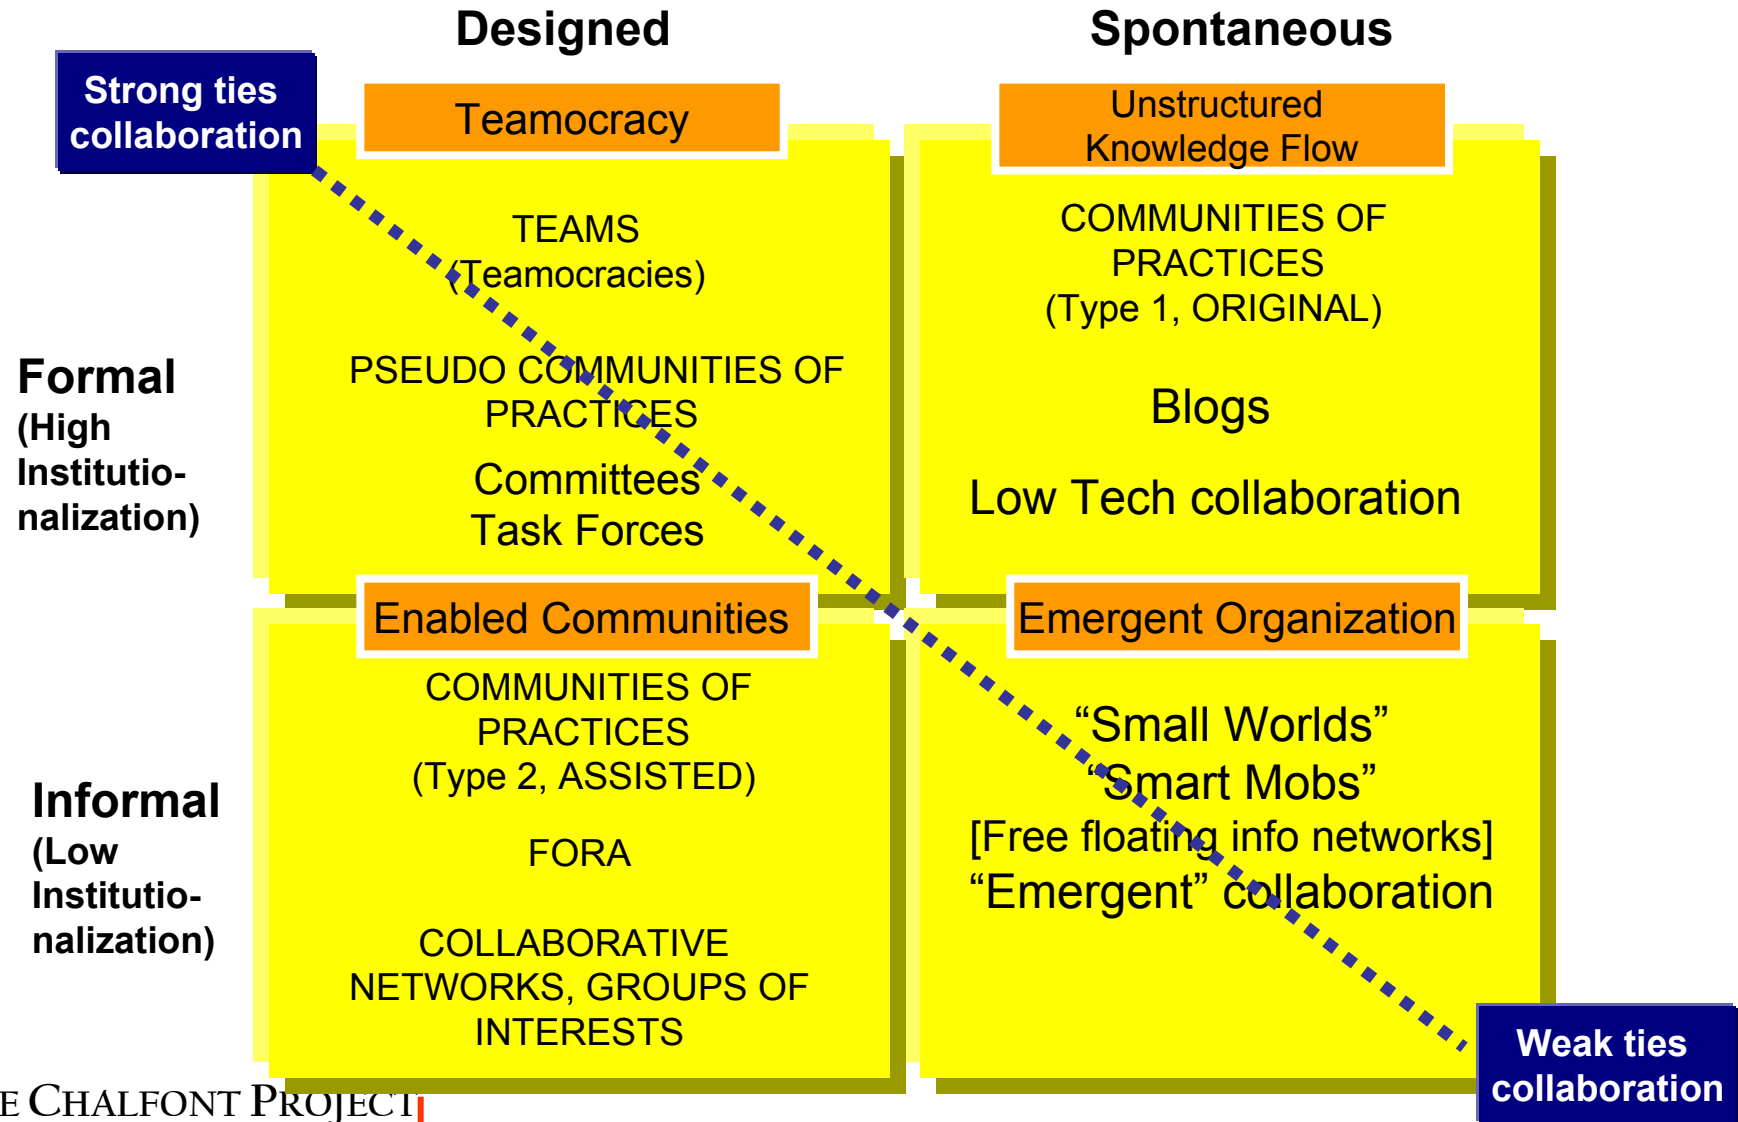 Designed
Spontaneous
Strong ties
collaboration
Teamocracy
Unstructured
Knowledge Flow
Formal
(High
Institutio-
nalization)
TEAMS
(Teamocracies)
PSEUDO COMMUNITIES OF
PRACTICES
Committees
Task Forces
COMMUNITIES OF
PRACTICES
(Type 1, ORIGINAL)
Blogs
Low Tech collaboration
Enabled Communities
Emergent Organization
Informal
(Low
Institutio-
nalization)
COMMUNITIES OF
PRACTICES
(Type 2, ASSISTED)
FORA
COLLABORATIVE
NETWORKS, GROUPS OF
INTERESTS
“Small Worlds”
“Smart Mobs”
[Free floating info networks]
“Emergent” collaboration
Weak ties
collaboration
E CHALFONT PROJECT